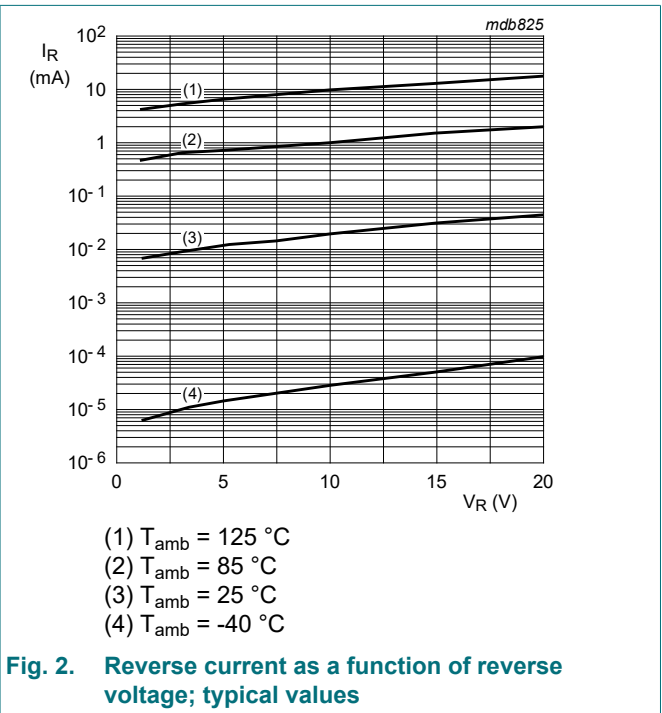 mdb825
I_R
(mA)
10²
10
1
10⁻¹
10⁻²
10⁻³
10⁻⁴
10⁻⁵
10⁻⁶
(1)
(2)
(3)
(4)
0 5 10 15 20
V_R (V)
(1) T_amb = 125 °C
(2) T_amb = 85 °C
(3) T_amb = 25 °C
(4) T_amb = -40 °C
Fig. 2. Reverse current as a function of reverse
voltage; typical values